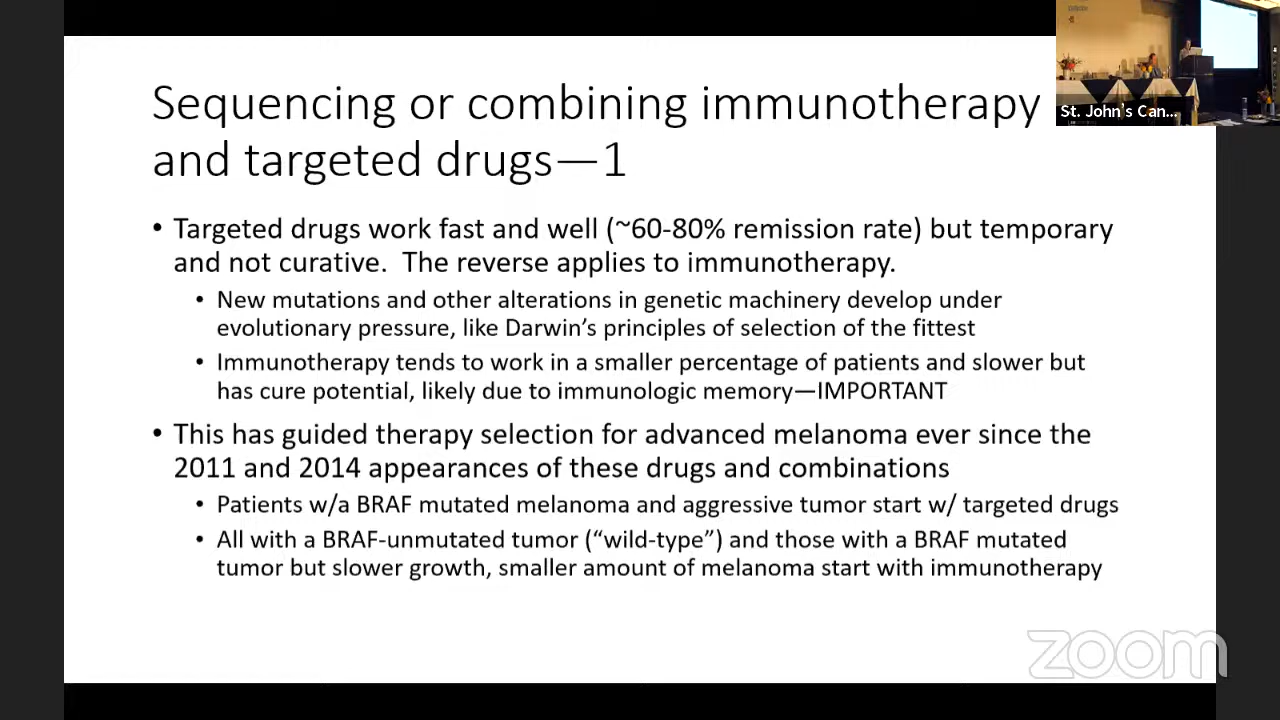 Sequencing or combining immunotherapy
and targeted drugs—1
• Targeted drugs work fast and well (~60-80% remission rate) but temporary
and not curative.  The reverse applies to immunotherapy.
• New mutations and other alterations in genetic machinery develop under
evolutionary pressure, like Darwin's principles of selection of the fittest
• Immunotherapy tends to work in a smaller percentage of patients and slower but
has cure potential, likely due to immunologic memory—IMPORTANT
• This has guided therapy selection for advanced melanoma ever since the
2011 and 2014 appearances of these drugs and combinations
• Patients w/a BRAF mutated melanoma and aggressive tumor start w/ targeted drugs
• All with a BRAF-unmutated tumor (“wild-type”) and those with a BRAF mutated
tumor but slower growth, smaller amount of melanoma start with immunotherapy
St. John's Can...
zoom